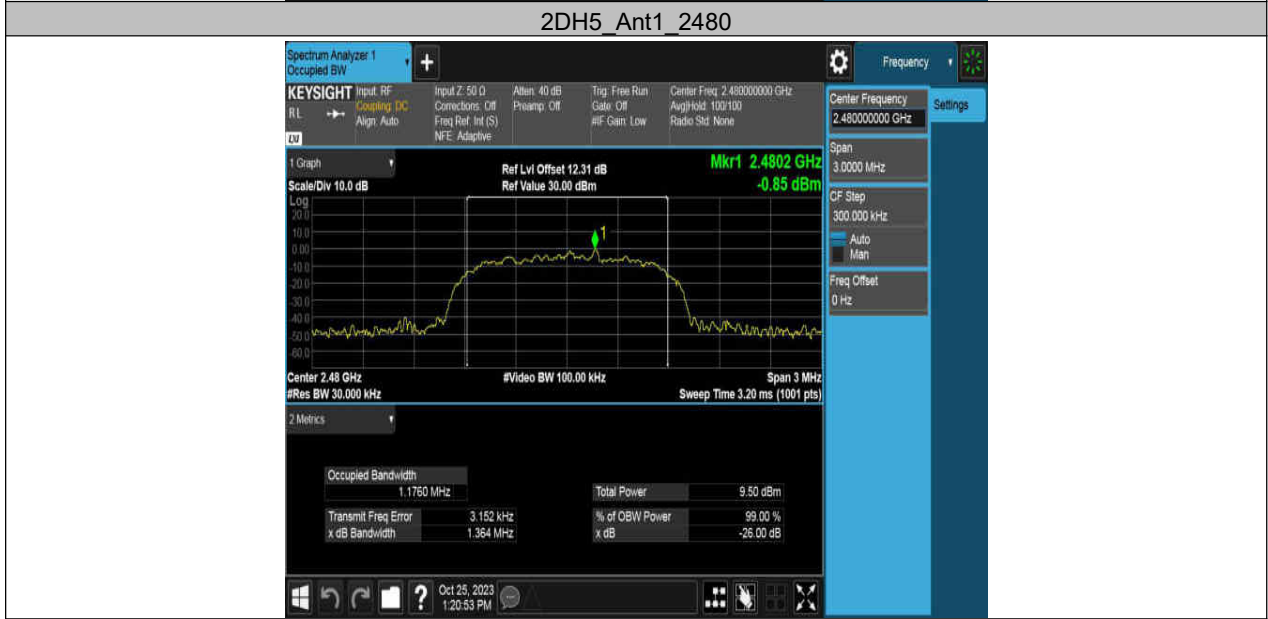 2DH5_Ant1_2480
Spectrum Analyzer 1
Occupied BW
+
Frequency
KEYSIGHT
RL
LXI
Input: RF
Coupling: DC
Align: Auto
Input Z: 50 Ω
Corrections: Off
Freq Ref: Int (S)
NFE: Adaptive
Atten: 40 dB
Preamp: Off
Trig: Free Run
Gate: Off
#IF Gain: Low
Center Freq: 2.480000000 GHz
Avg|Hold: 100/100
Radio Std: None
Center Frequency
2.480000000 GHz
Settings
Span
3.0000 MHz
CF Step
300.000 kHz
Auto
Man
Freq Offset
0 Hz
1 Graph
Scale/Div 10.0 dB
Ref Lvl Offset 12.31 dB
Ref Value 30.00 dBm
Mkr1 2.4802 GHz
-0.85 dBm
Log
20.0
10.0
0.00
-10.0
-20.0
-30.0
-40.0
-50.0
-60.0
1
Center 2.48 GHz
#Res BW 30.000 kHz
#Video BW 100.00 kHz
Span 3 MHz
Sweep Time 3.20 ms (1001 pts)
2 Metrics
Occupied Bandwidth
1.1760 MHz
Total Power 9.50 dBm
Transmit Freq Error 3.152 kHz
% of OBW Power 99.00 %
x dB Bandwidth 1.364 MHz
x dB -26.00 dB
?
Oct 25, 2023
1:20:53 PM